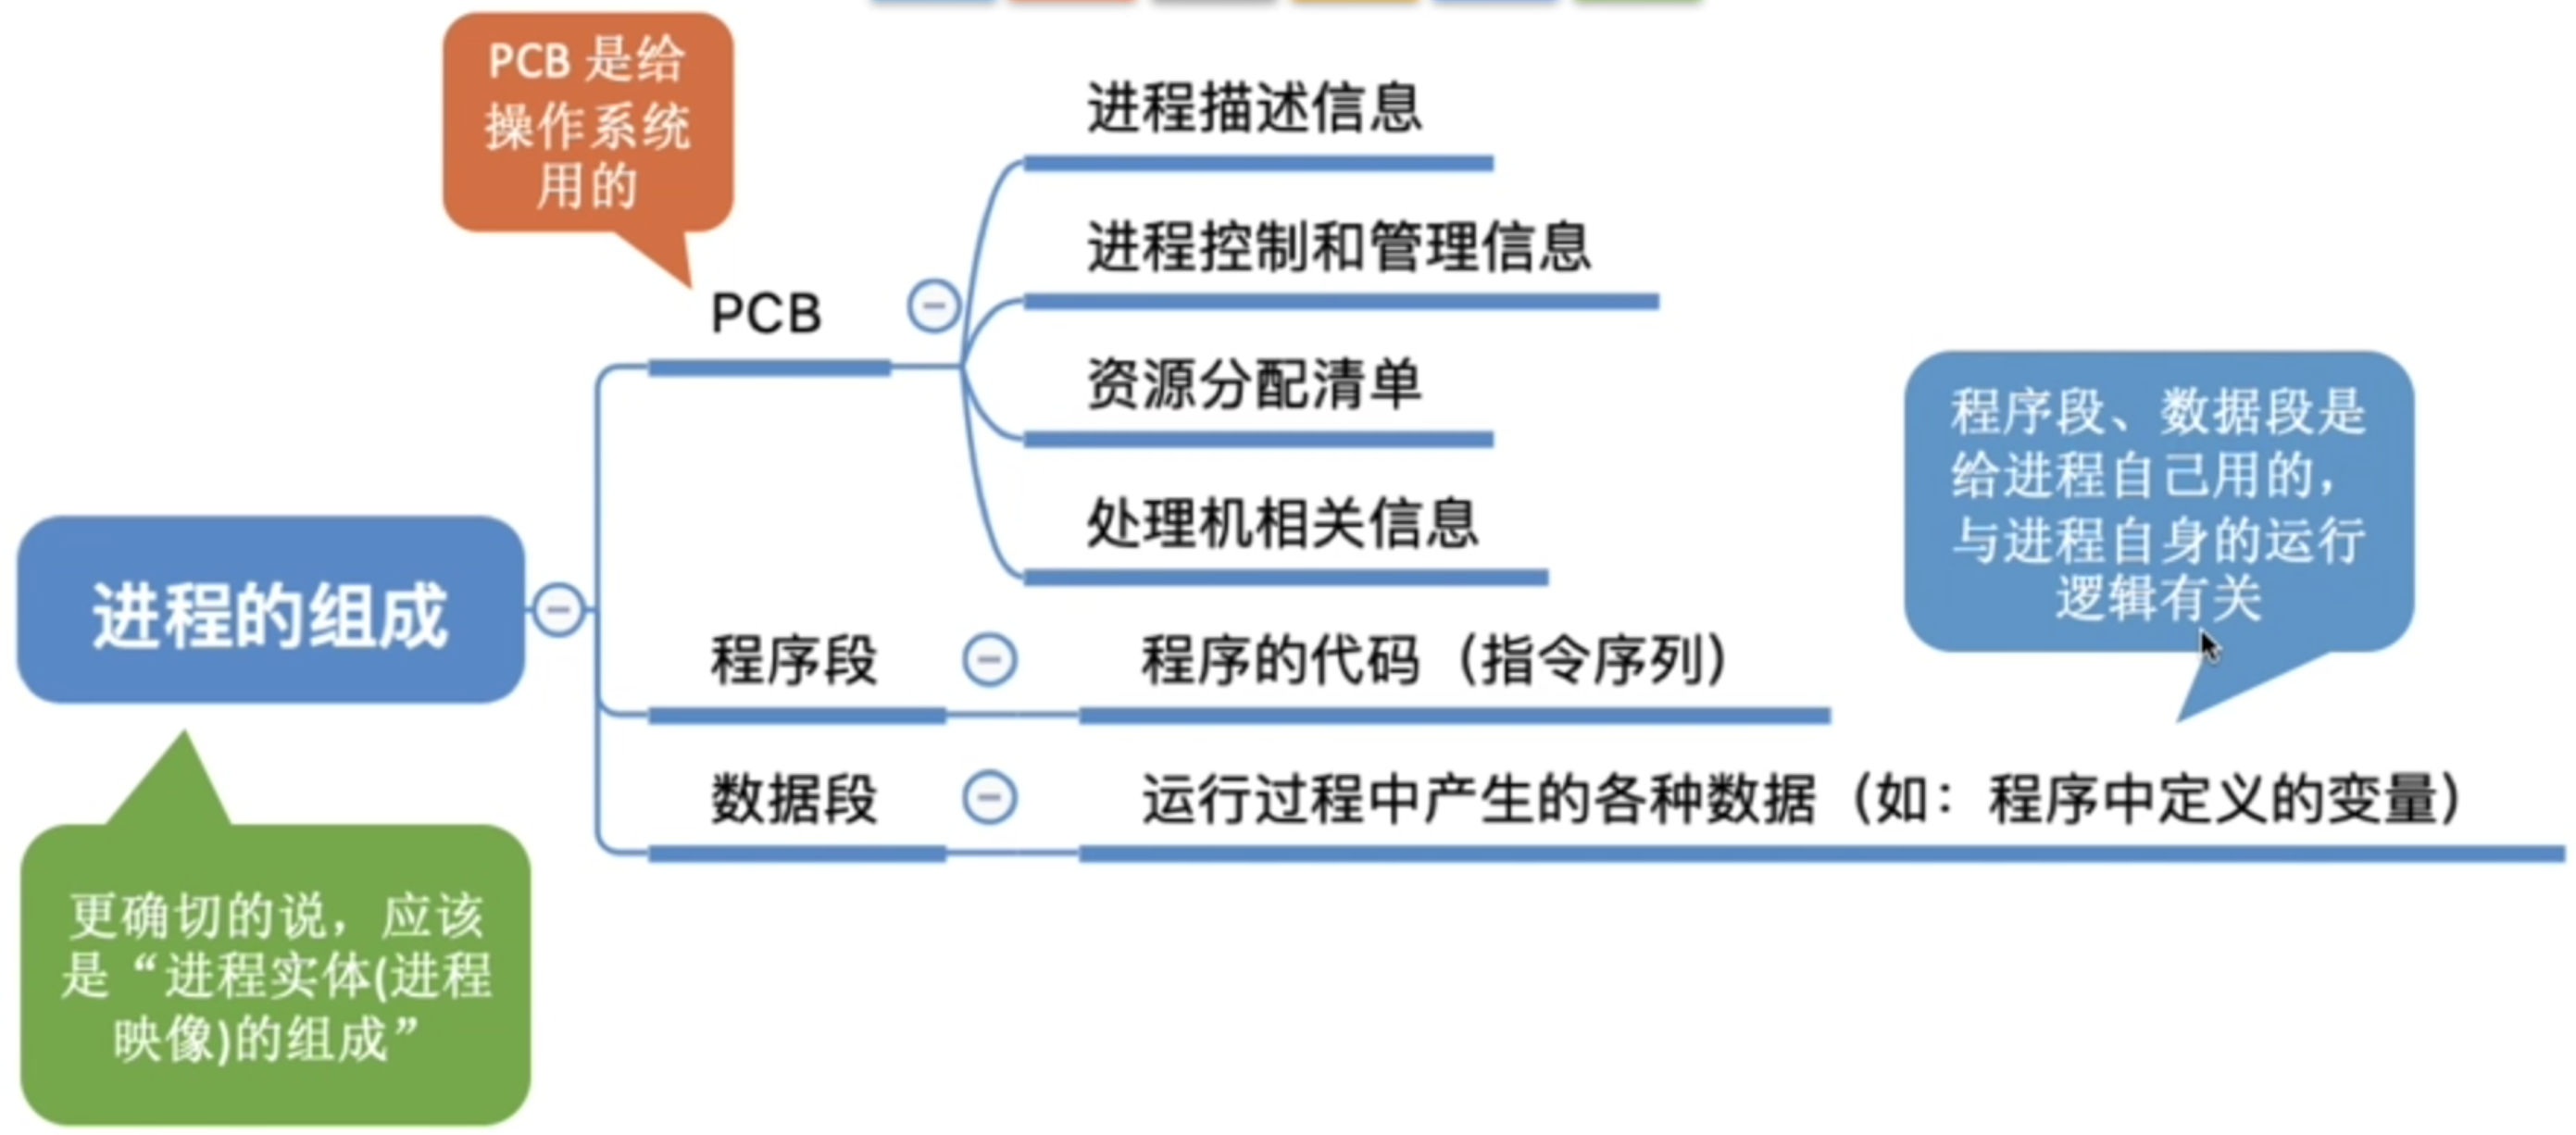 PCB 是给
操作系统
用的
进程描述信息
进程控制和管理信息
PCB
资源分配清单
处理机相关信息
程序段、数据段是
给进程自己用的，
与进程自身的运行
逻辑有关
进程的组成
程序段
程序的代码（指令序列）
数据段
运行过程中产生的各种数据（如：程序中定义的变量）
更确切的说，应该
是“进程实体(进程
映像)的组成”